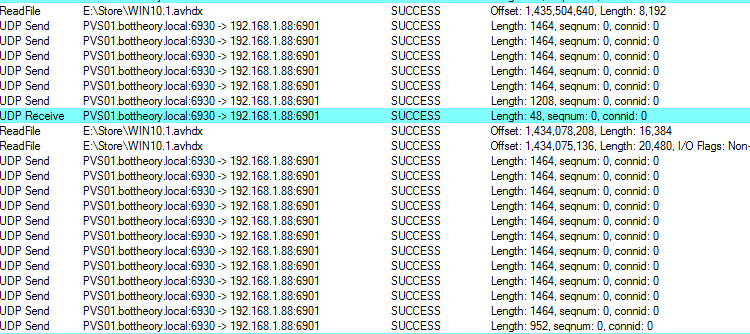 ReadFile E:\Store\WIN10.1.avhdx SUCCESS Offset: 1,435,504,640, Length: 8,192
UDP Send PVS01.bottheory.local:6930 -> 192.168.1.88:6901 SUCCESS Length: 1464, seqnum: 0, connid: 0
UDP Send PVS01.bottheory.local:6930 -> 192.168.1.88:6901 SUCCESS Length: 1464, seqnum: 0, connid: 0
UDP Send PVS01.bottheory.local:6930 -> 192.168.1.88:6901 SUCCESS Length: 1464, seqnum: 0, connid: 0
UDP Send PVS01.bottheory.local:6930 -> 192.168.1.88:6901 SUCCESS Length: 1464, seqnum: 0, connid: 0
UDP Send PVS01.bottheory.local:6930 -> 192.168.1.88:6901 SUCCESS Length: 1464, seqnum: 0, connid: 0
UDP Send PVS01.bottheory.local:6930 -> 192.168.1.88:6901 SUCCESS Length: 1208, seqnum: 0, connid: 0
UDP Receive PVS01.bottheory.local:6930 -> 192.168.1.88:6901 SUCCESS Length: 48, seqnum: 0, connid: 0
ReadFile E:\Store\WIN10.1.avhdx SUCCESS Offset: 1,434,078,208, Length: 16,384
ReadFile E:\Store\WIN10.1.avhdx SUCCESS Offset: 1,434,075,136, Length: 20,480, I/O Flags: Non-
UDP Send PVS01.bottheory.local:6930 -> 192.168.1.88:6901 SUCCESS Length: 1464, seqnum: 0, connid: 0
UDP Send PVS01.bottheory.local:6930 -> 192.168.1.88:6901 SUCCESS Length: 1464, seqnum: 0, connid: 0
UDP Send PVS01.bottheory.local:6930 -> 192.168.1.88:6901 SUCCESS Length: 1464, seqnum: 0, connid: 0
UDP Send PVS01.bottheory.local:6930 -> 192.168.1.88:6901 SUCCESS Length: 1464, seqnum: 0, connid: 0
UDP Send PVS01.bottheory.local:6930 -> 192.168.1.88:6901 SUCCESS Length: 1464, seqnum: 0, connid: 0
UDP Send PVS01.bottheory.local:6930 -> 192.168.1.88:6901 SUCCESS Length: 1464, seqnum: 0, connid: 0
UDP Send PVS01.bottheory.local:6930 -> 192.168.1.88:6901 SUCCESS Length: 1464, seqnum: 0, connid: 0
UDP Send PVS01.bottheory.local:6930 -> 192.168.1.88:6901 SUCCESS Length: 1464, seqnum: 0, connid: 0
UDP Send PVS01.bottheory.local:6930 -> 192.168.1.88:6901 SUCCESS Length: 1464, seqnum: 0, connid: 0
UDP Send PVS01.bottheory.local:6930 -> 192.168.1.88:6901 SUCCESS Length: 1464, seqnum: 0, connid: 0
UDP Send PVS01.bottheory.local:6930 -> 192.168.1.88:6901 SUCCESS Length: 1464, seqnum: 0, connid: 0
UDP Send PVS01.bottheory.local:6930 -> 192.168.1.88:6901 SUCCESS Length: 952, seqnum: 0, connid: 0